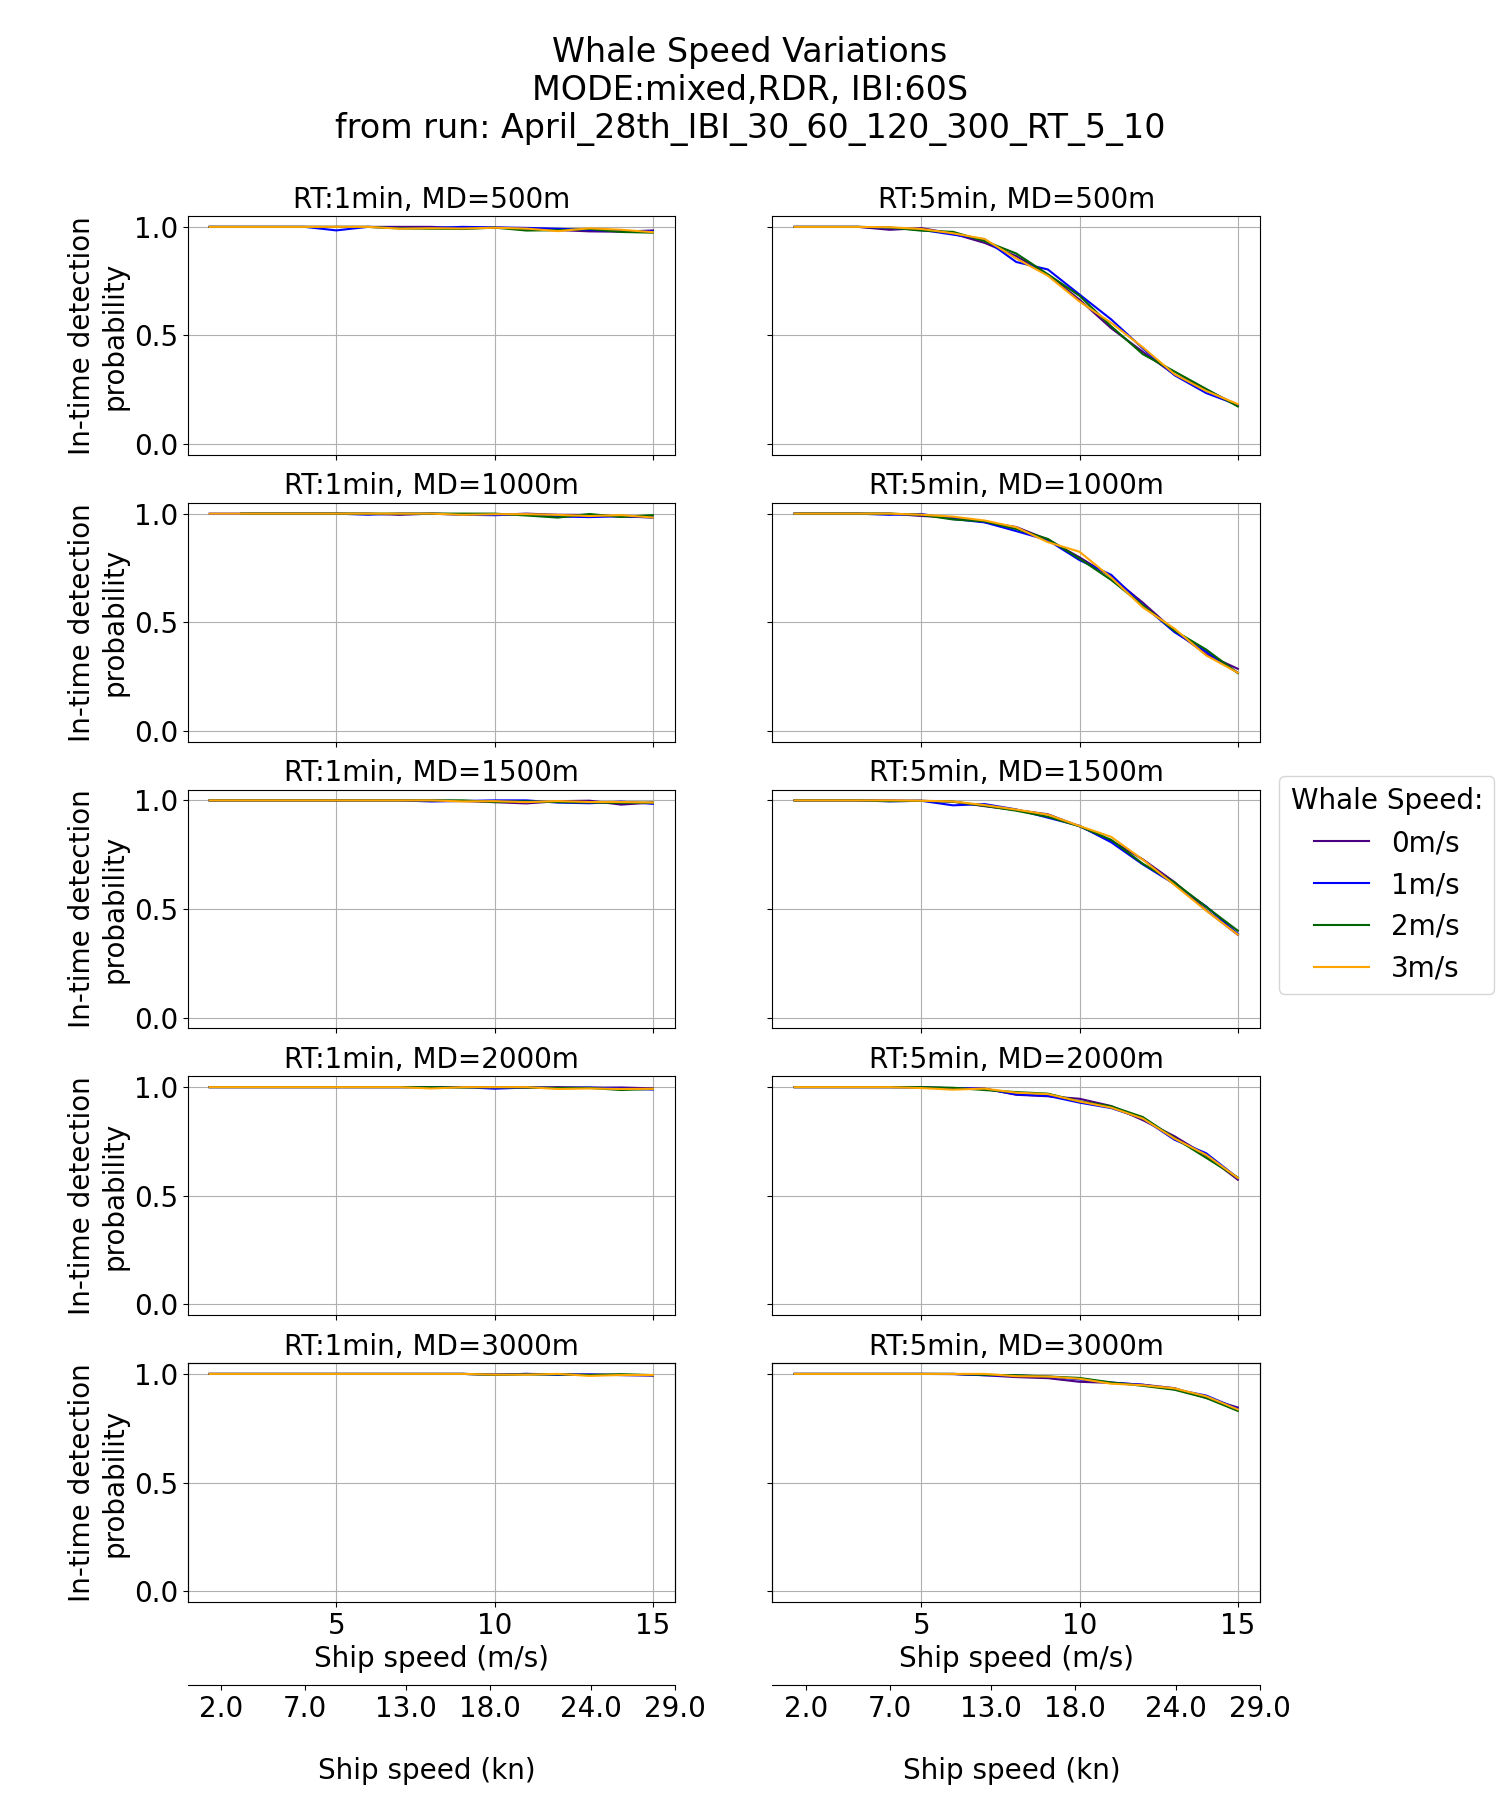 Whale Speed Variations
MODE:mixed,RDR, IBI:60S
from run: April_28th_IBI_30_60_120_300_RT_5_10
RT:1min, MD=500m
RT:5min, MD=500m
In-time detection
probability
1.0
0.5
0.0
RT:1min, MD=1000m
RT:5min, MD=1000m
In-time detection
probability
1.0
0.5
0.0
RT:1min, MD=1500m
RT:5min, MD=1500m
In-time detection
probability
1.0
0.5
0.0
Whale Speed:
0m/s
1m/s
2m/s
3m/s
RT:1min, MD=2000m
RT:5min, MD=2000m
In-time detection
probability
1.0
0.5
0.0
RT:1min, MD=3000m
RT:5min, MD=3000m
In-time detection
probability
1.0
0.5
0.0
5 10 15
Ship speed (m/s)
5 10 15
Ship speed (m/s)
2.0 7.0 13.0 18.0 24.0 29.0
Ship speed (kn)
2.0 7.0 13.0 18.0 24.0 29.0
Ship speed (kn)